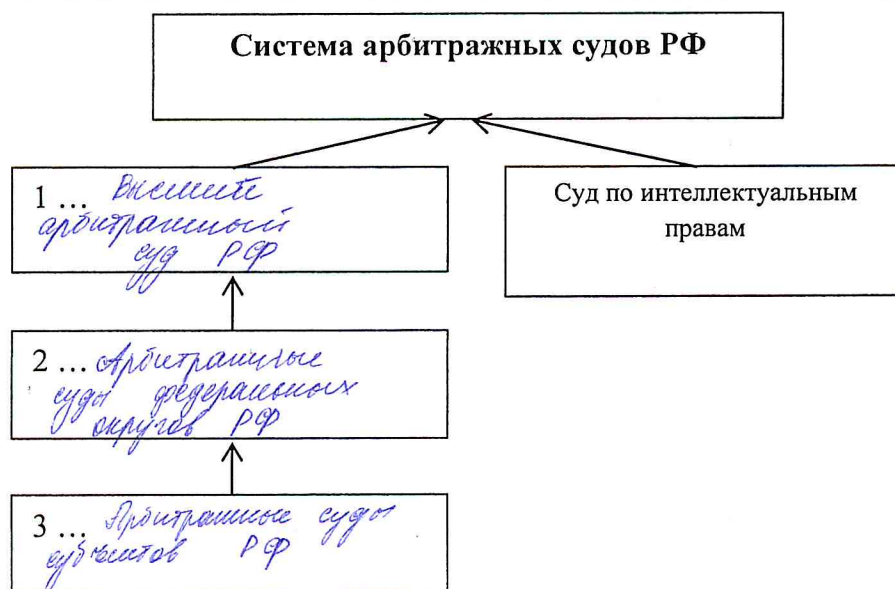 Система арбитражных судов РФ
1 ... Высший
арбитражный
суд РФ
Суд по интеллектуальным
правам
2 ... Арбитражные
суды федеральных
округов РФ
3 ... Арбитражные суды
субъектов РФ